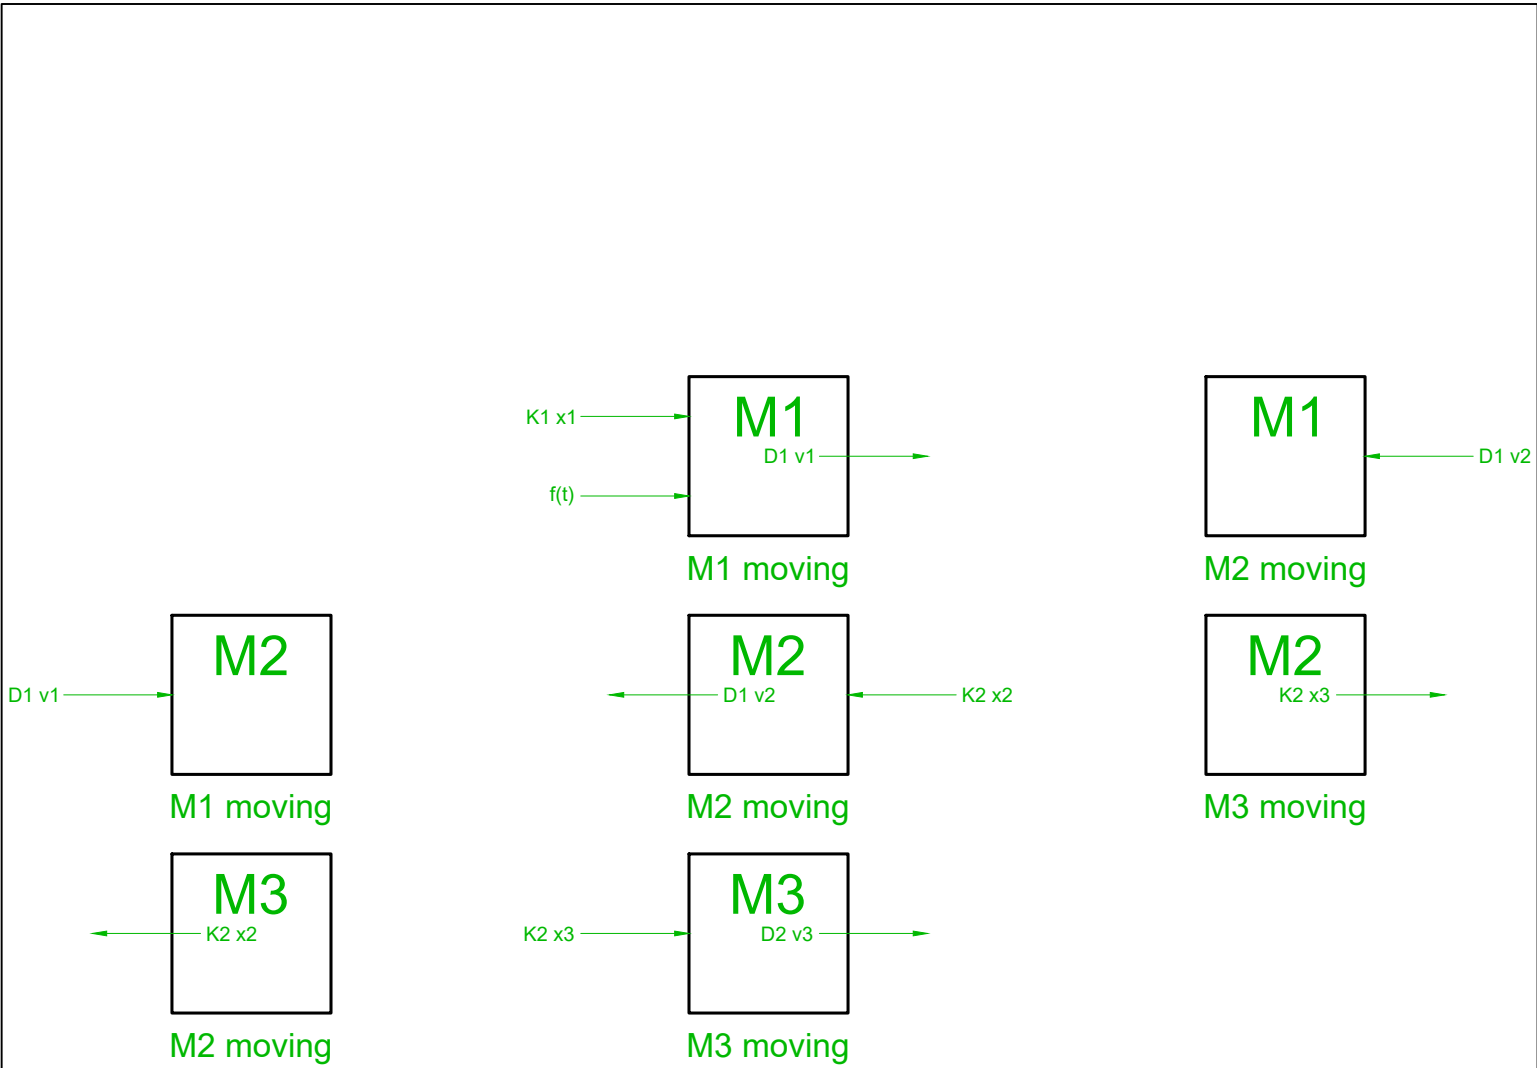 M1
K1 x1
D1 v1
f(t)
M1 moving
M1
D1 v2
M2 moving
M2
D1 v1
M1 moving
M2
D1 v2
K2 x2
M2 moving
M2
K2 x3
M3 moving
M3
K2 x2
M2 moving
M3
K2 x3
D2 v3
M3 moving